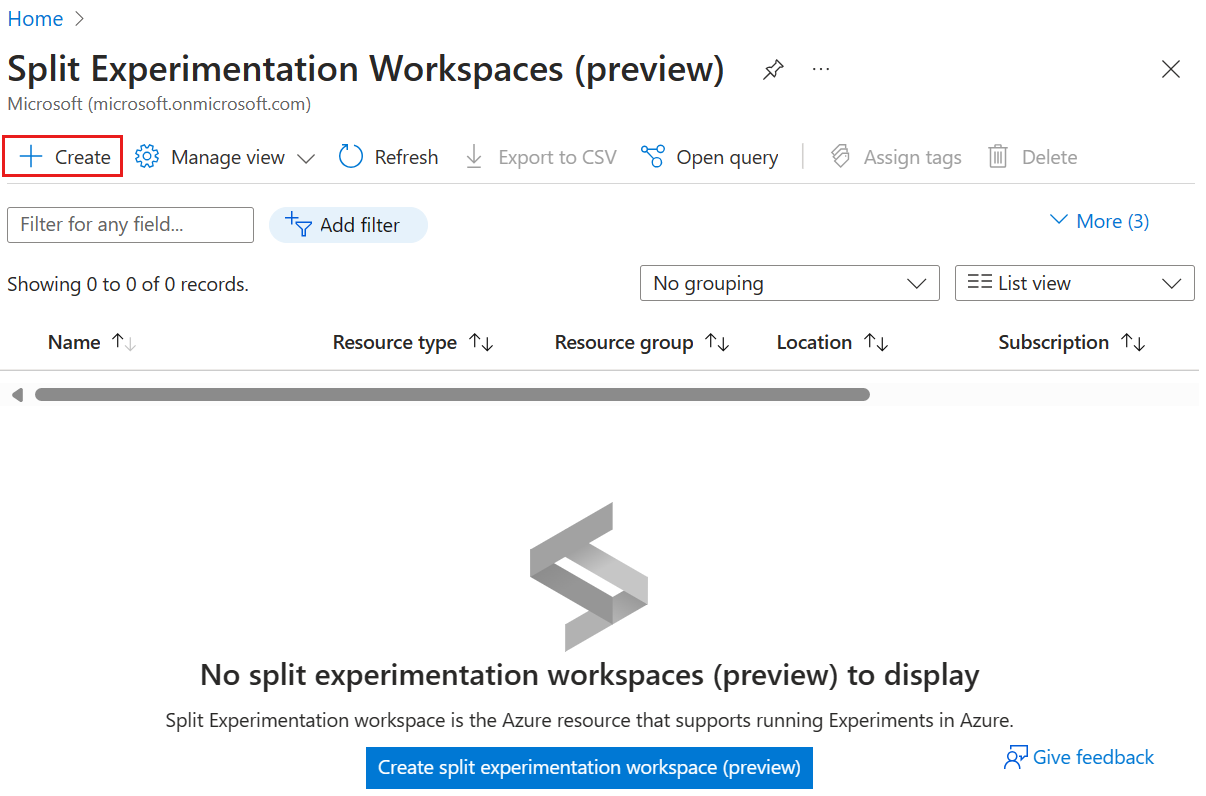 Home
Split Experimentation Workspaces (preview)
Microsoft (microsoft.onmicrosoft.com)
Create Manage view Refresh Export to CSV Open query Assign tags Delete
Filter for any field... Add filter More (3)
Showing 0 to 0 of 0 records. No grouping List view
Name Resource type Resource group Location Subscription
No split experimentation workspaces (preview) to display
Split Experimentation workspace is the Azure resource that supports running Experiments in Azure.
Give feedback
Create split experimentation workspace (preview)